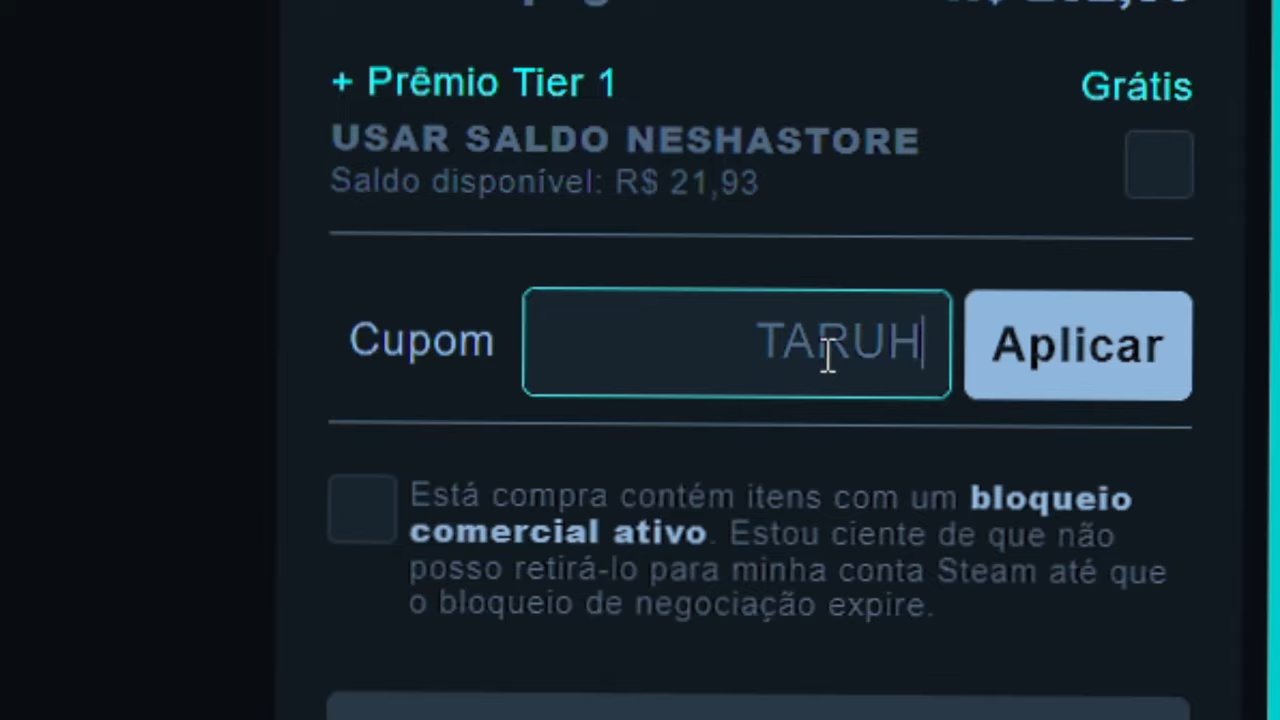 + Prêmio Tier 1 Grátis
USAR SALDO NESHASTORE
Saldo disponível: R$ 21,93
Cupom TARUH Aplicar
Está compra contém itens com um bloqueio
comercial ativo. Estou ciente de que não
posso retirá-lo para minha conta Steam até que
o bloqueio de negociação expire.